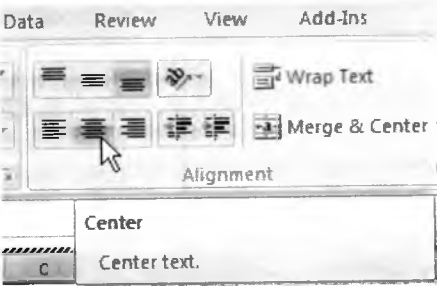 Data Review View Add-Ins
Wrap Text
Merge & Center
Alignment
Center
C
Center text.